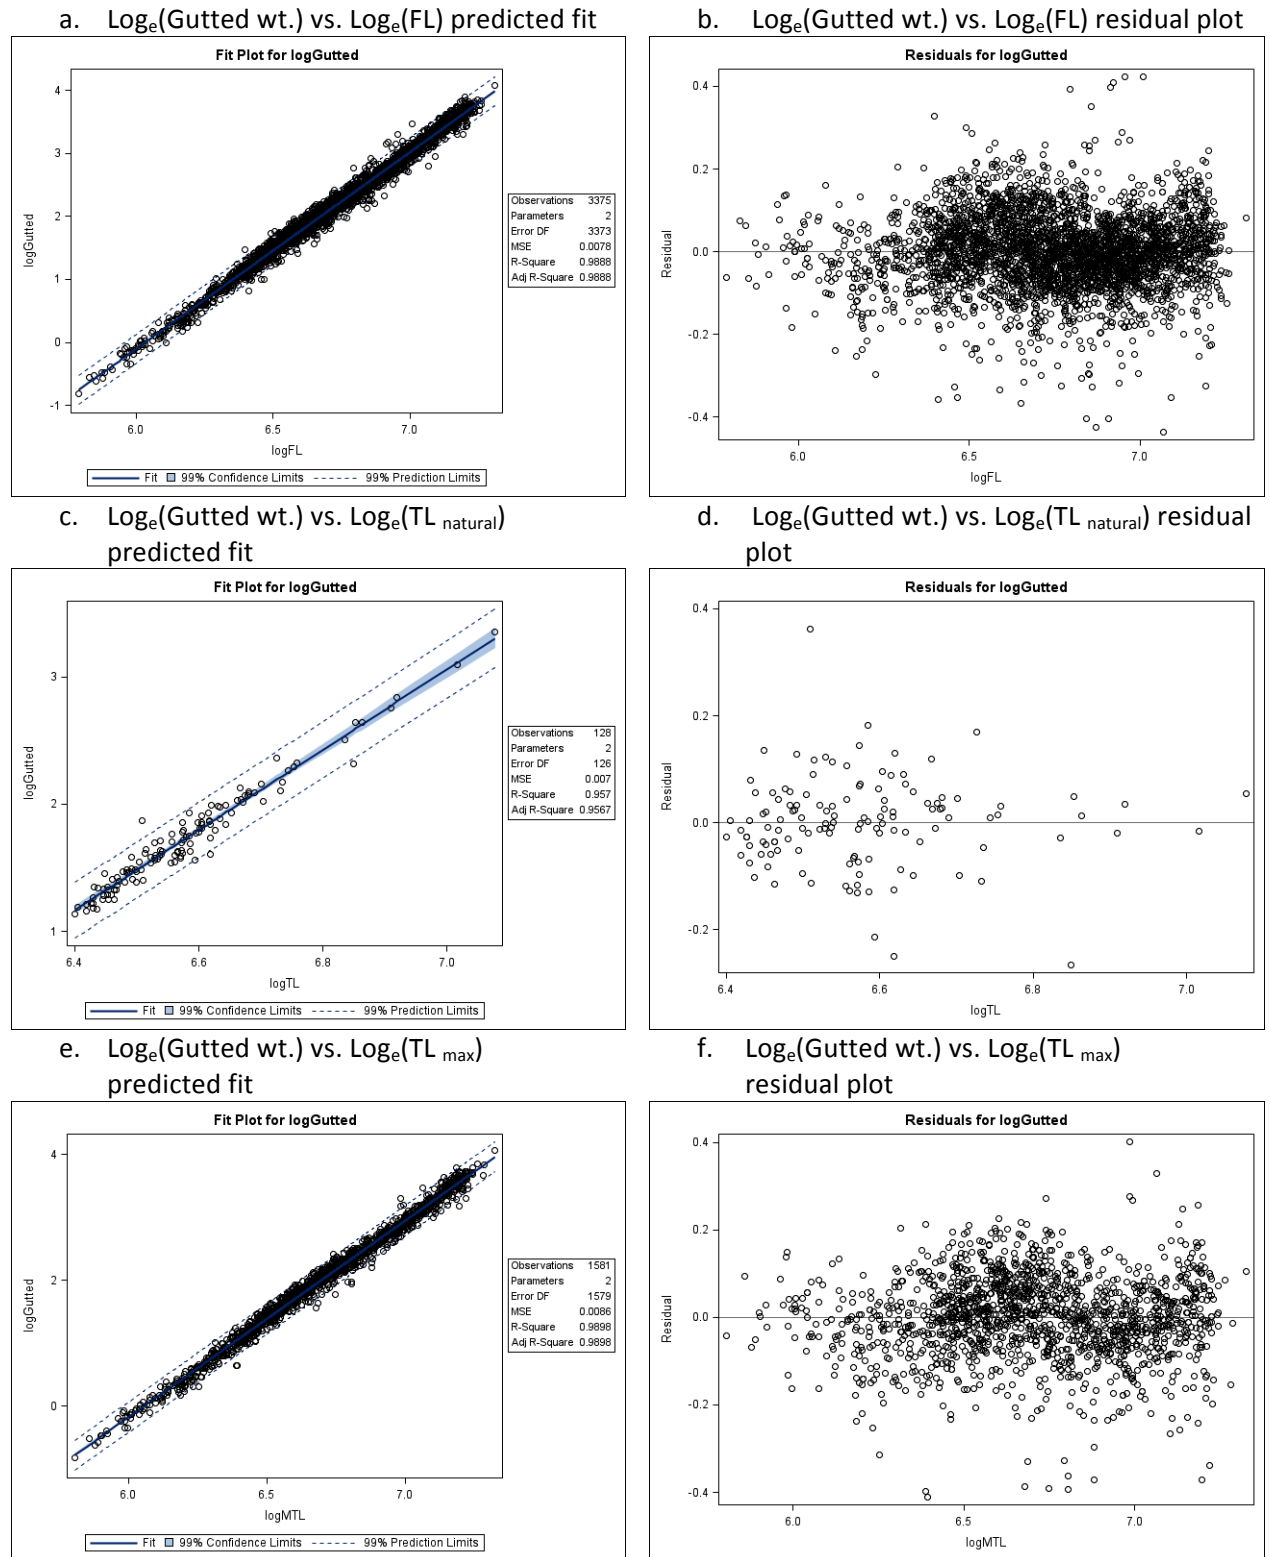 a. Logₑ(Gutted wt.) vs. Logₑ(FL) predicted fit
b. Logₑ(Gutted wt.) vs. Logₑ(FL) residual plot
Fit Plot for logGutted
4
3
2
1
0
-1
logGutted
6.0 6.5 7.0
logFL
Observations 3375
Parameters 2
Error DF 3373
MSE 0.0078
R-Square 0.9888
Adj R-Square 0.9888
Fit 99% Confidence Limits 99% Prediction Limits
Residuals for logGutted
0.4
0.2
0.0
-0.2
-0.4
Residual
6.0 6.5 7.0
logFL
c. Logₑ(Gutted wt.) vs. Logₑ(TL natural)
predicted fit
d. Logₑ(Gutted wt.) vs. Logₑ(TL natural) residual
plot
Fit Plot for logGutted
3
2
1
logGutted
6.4 6.6 6.8 7.0
logTL
Observations 128
Parameters 2
Error DF 126
MSE 0.007
R-Square 0.957
Adj R-Square 0.9567
Fit 99% Confidence Limits 99% Prediction Limits
Residuals for logGutted
0.4
0.2
0.0
-0.2
Residual
6.4 6.6 6.8 7.0
logTL
e. Logₑ(Gutted wt.) vs. Logₑ(TL max)
predicted fit
f. Logₑ(Gutted wt.) vs. Logₑ(TL max)
residual plot
Fit Plot for logGutted
4
2
0
logGutted
6.0 6.5 7.0
logMTL
Observations 1581
Parameters 2
Error DF 1579
MSE 0.0086
R-Square 0.9898
Adj R-Square 0.9898
Fit 99% Confidence Limits 99% Prediction Limits
Residuals for logGutted
0.4
0.2
0.0
-0.2
-0.4
Residual
6.0 6.5 7.0
logMTL